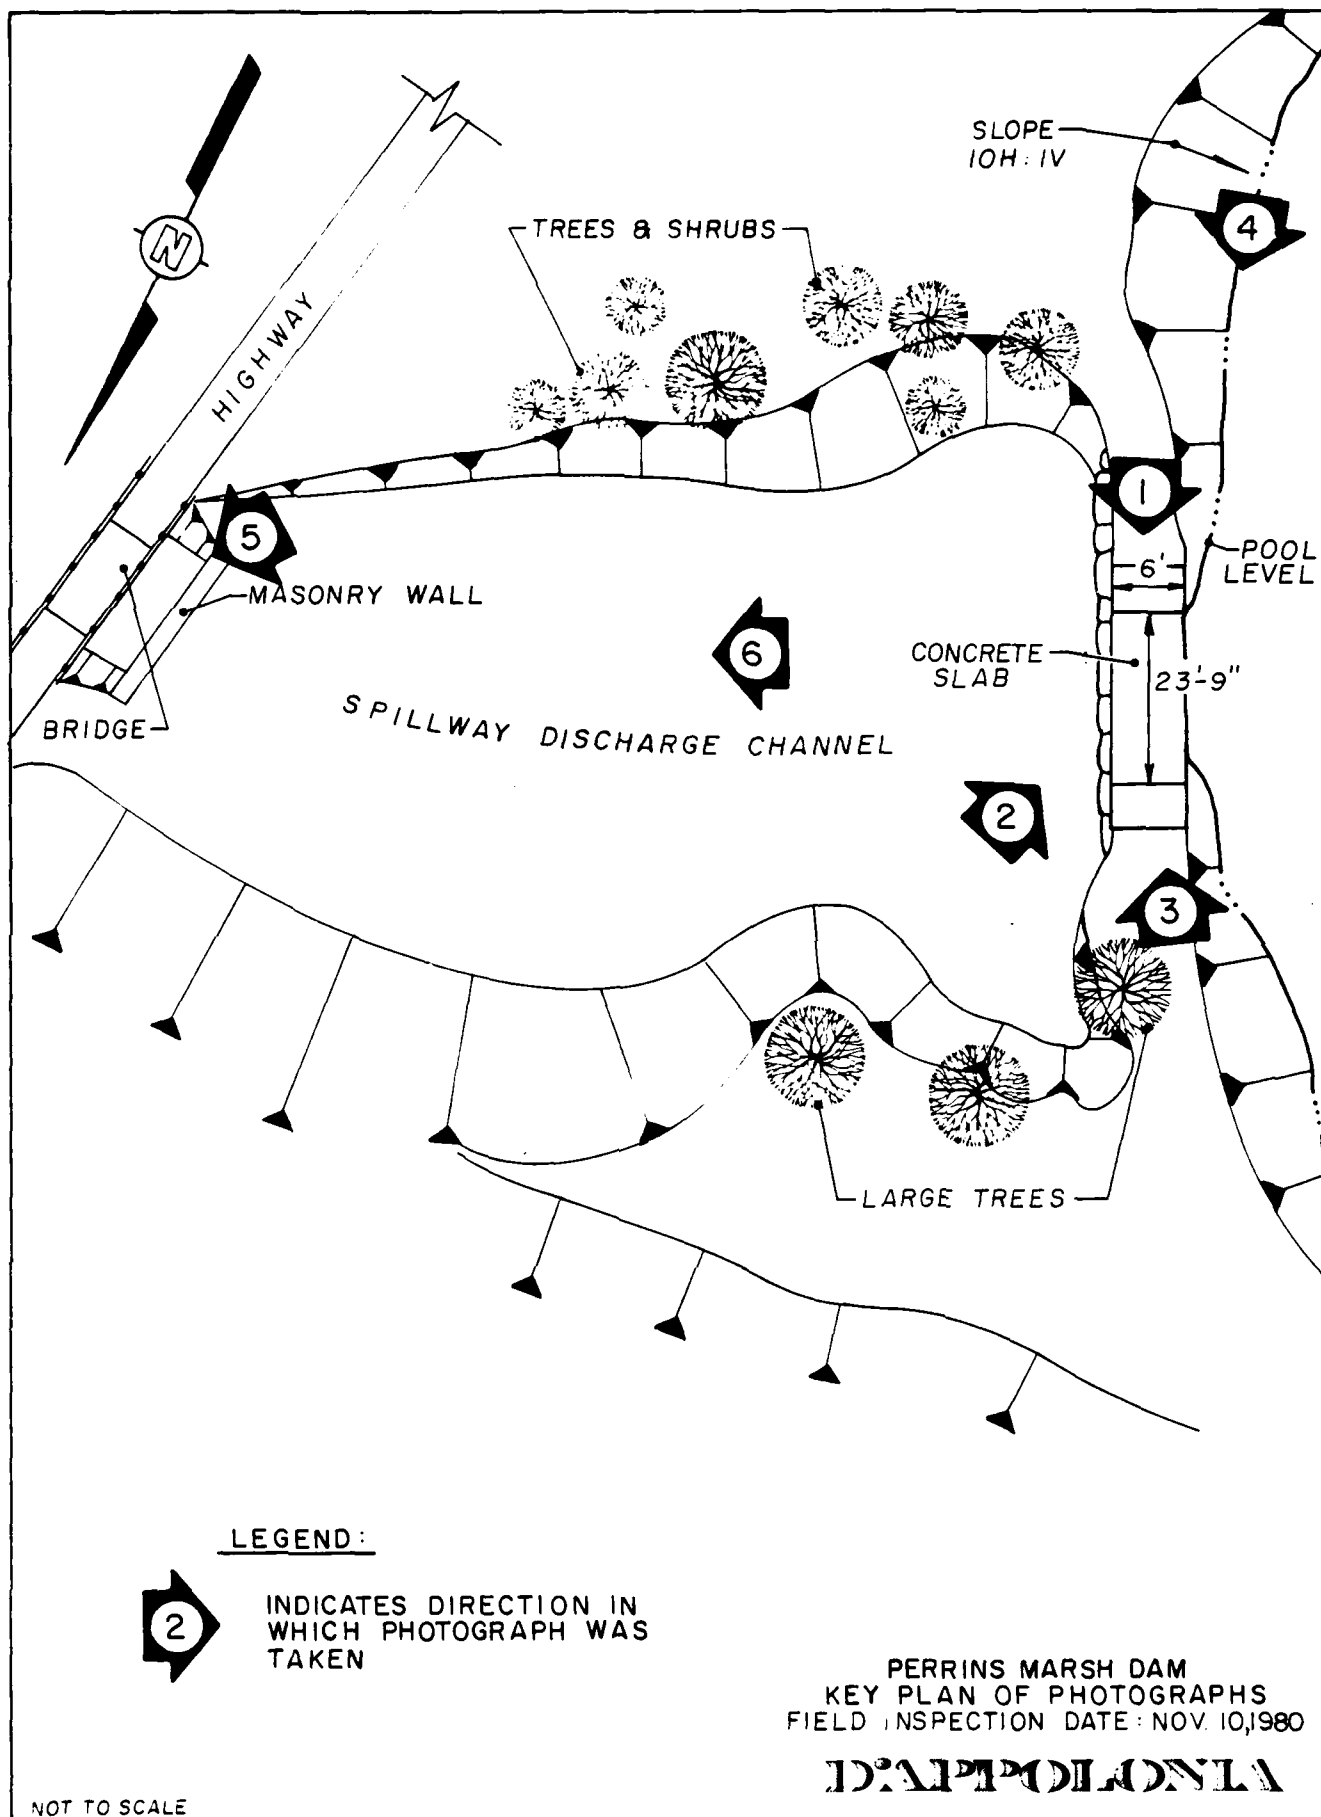 SLOPE
10H : 1V
4
TREES & SHRUBS
N
HIGHWAY
1
5
POOL
LEVEL
6'
MASONRY WALL
6
CONCRETE
SLAB
23'-9"
BRIDGE
SPILLWAY DISCHARGE CHANNEL
2
3
LARGE TREES
LEGEND :
2
INDICATES DIRECTION IN
WHICH PHOTOGRAPH WAS
TAKEN
PERRINS MARSH DAM
KEY PLAN OF PHOTOGRAPHS
FIELD INSPECTION DATE : NOV. 10, 1980
D'APPOLONIA
NOT TO SCALE